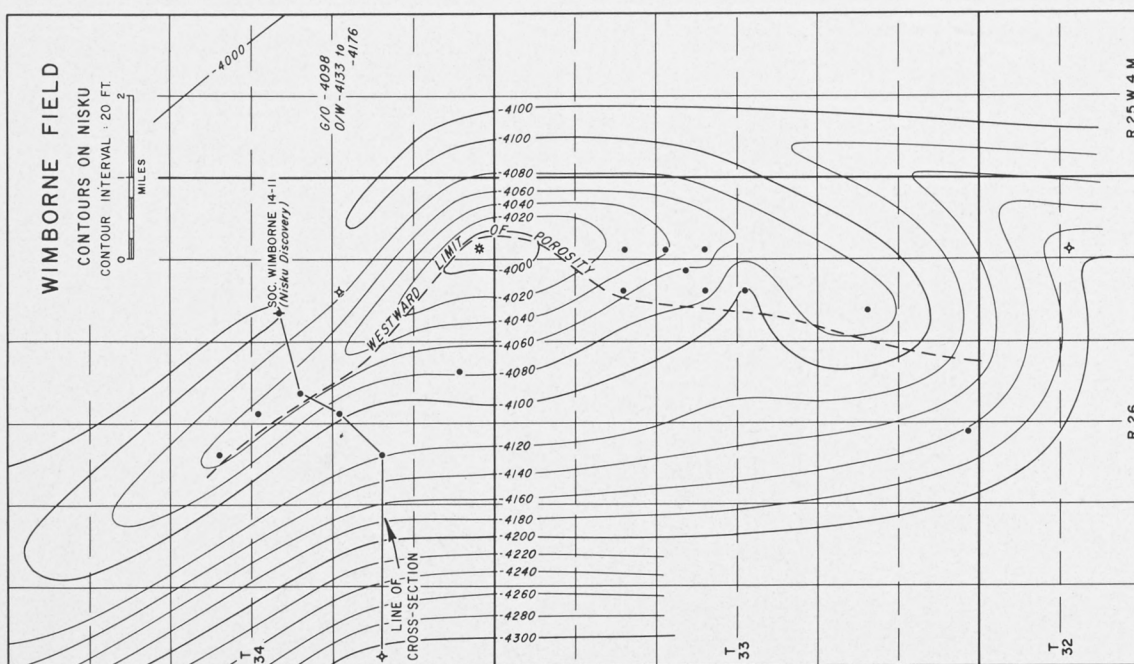 WIMBORNE FIELD
CONTOURS ON NISKU
CONTOUR INTERVAL : 20 FT.
0 1 2
MILES
-4000
G/O -4098
O/W -4133 to
-4176
SOC. WIMBORNE 14-11
(Nisku Discovery)
WESTWARD LIMIT OF POROSITY
-4100
-4100
-4080
-4060
-4040
-4020
-4000
-4020
-4040
-4060
-4080
-4100
-4120
-4140
-4160
-4180
-4200
-4220
-4240
-4260
-4280
-4300
LINE OF
CROSS-SECTION
T
34
T
33
T
32
R 25 W 4 M
R 26